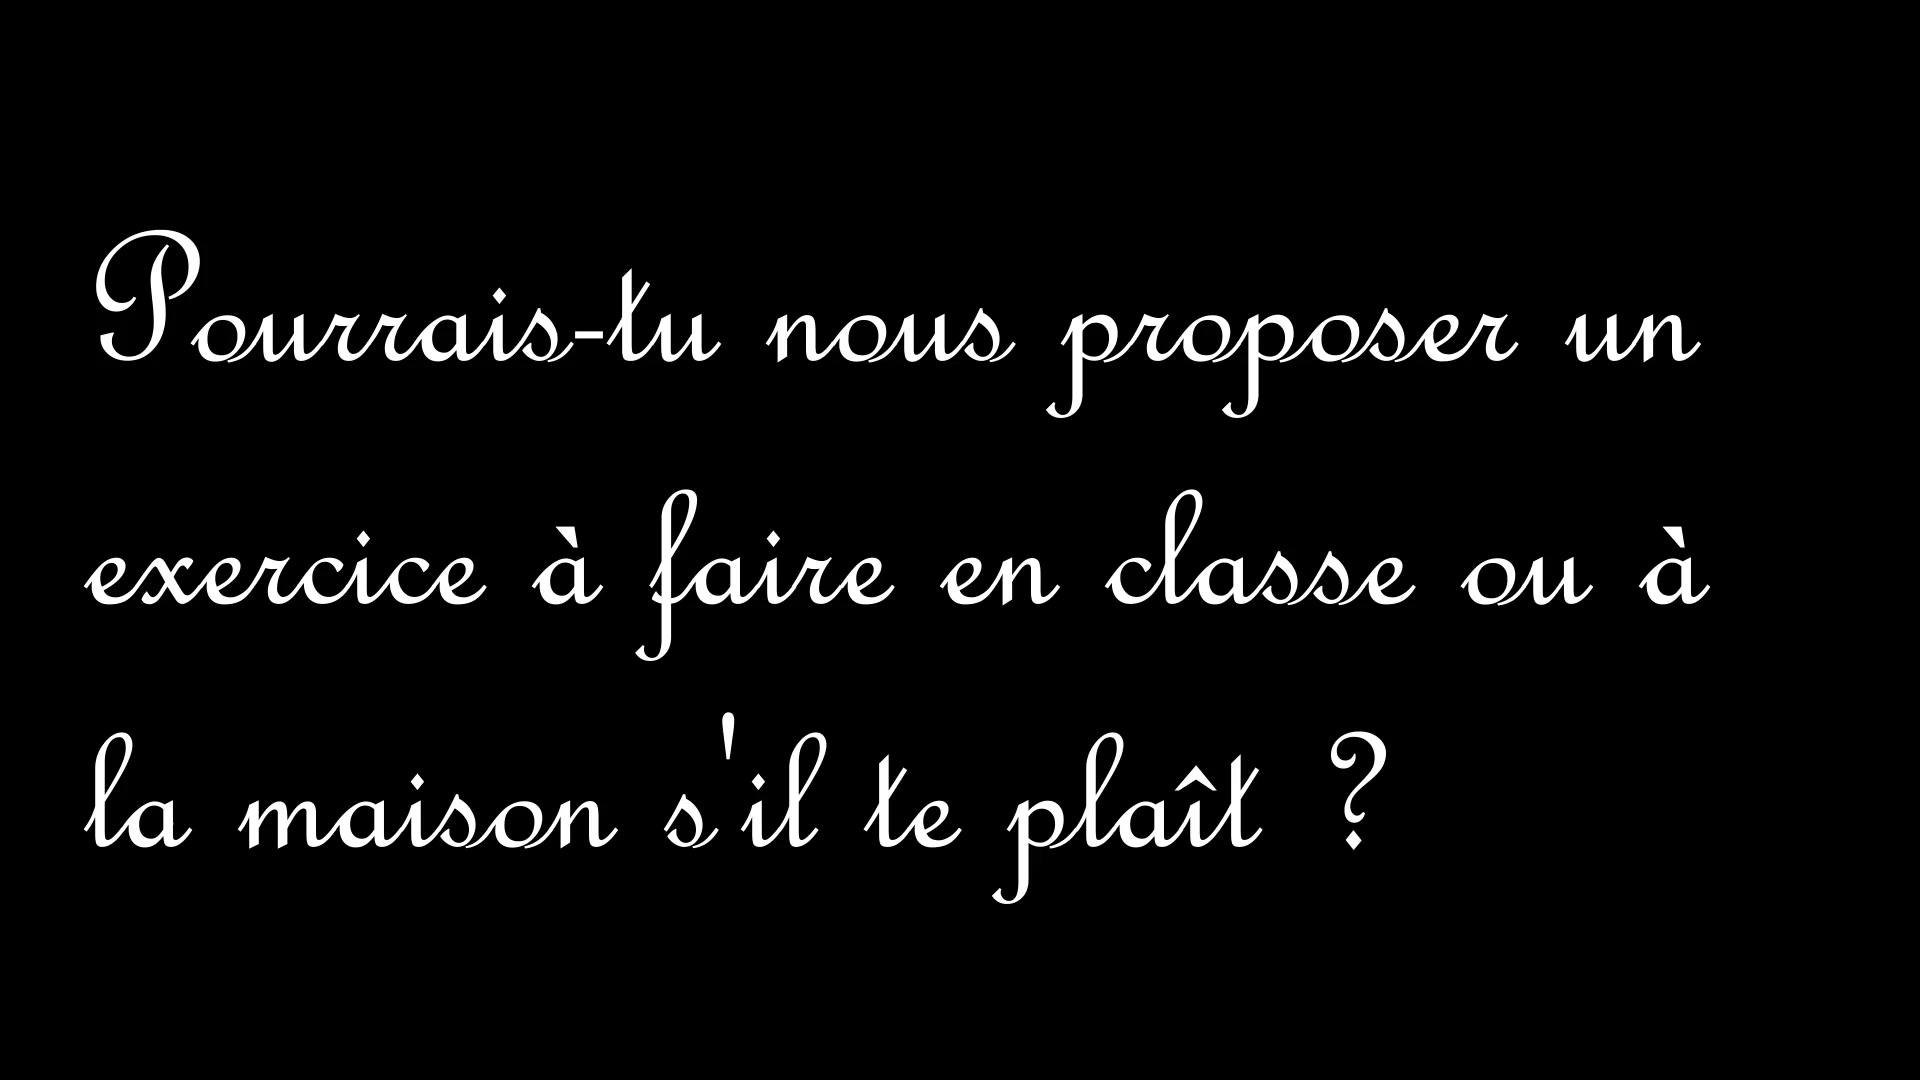 Pourrais-tu nous proposer un
exercice à faire en classe ou à
la maison s'il te plaît ?